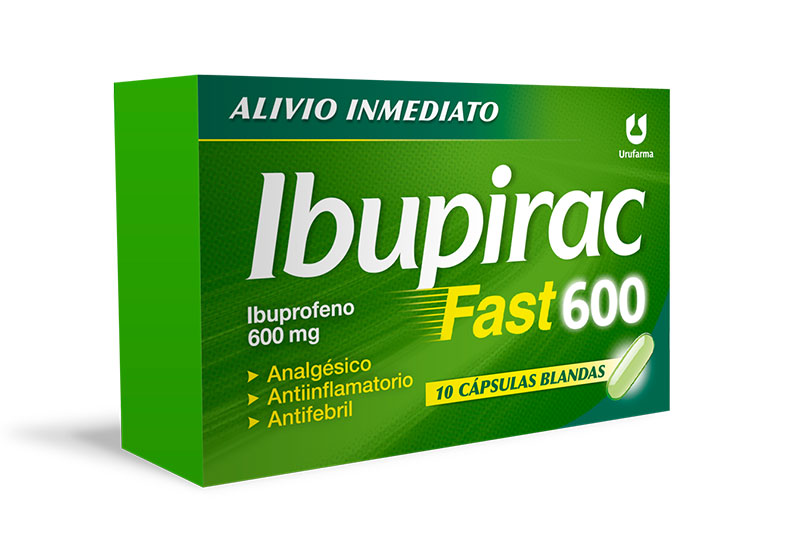 ALIVIO INMEDIATO
Urufarma
Ibupirac
Fast 600
Ibuprofeno
600 mg
Analgésico
Antiinflamatorio
Antifebril
10 CÁPSULAS BLANDAS